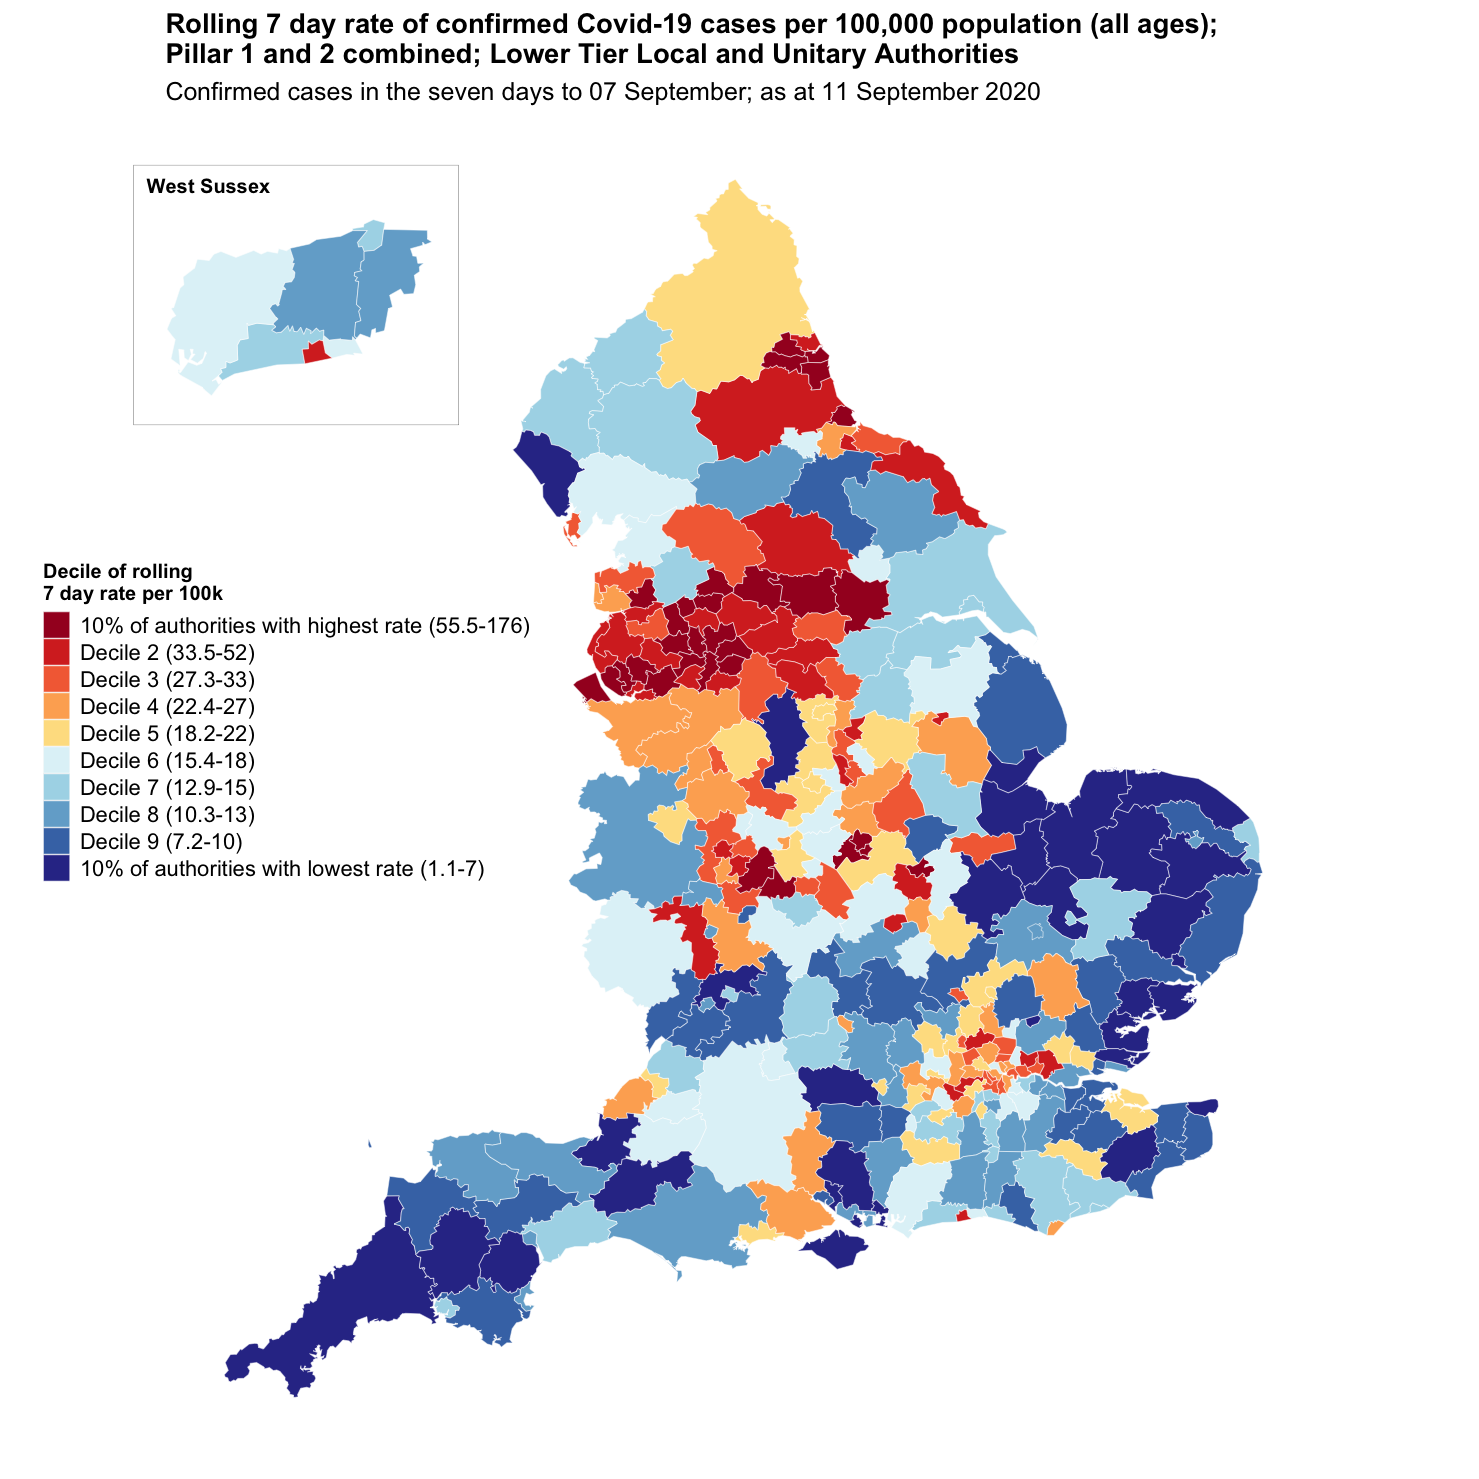 Rolling 7 day rate of confirmed Covid-19 cases per 100,000 population (all ages);
Pillar 1 and 2 combined; Lower Tier Local and Unitary Authorities
Confirmed cases in the seven days to 07 September; as at 11 September 2020
West Sussex
Decile of rolling
7 day rate per 100k
10% of authorities with highest rate (55.5-176)
Decile 2 (33.5-52)
Decile 3 (27.3-33)
Decile 4 (22.4-27)
Decile 5 (18.2-22)
Decile 6 (15.4-18)
Decile 7 (12.9-15)
Decile 8 (10.3-13)
Decile 9 (7.2-10)
10% of authorities with lowest rate (1.1-7)